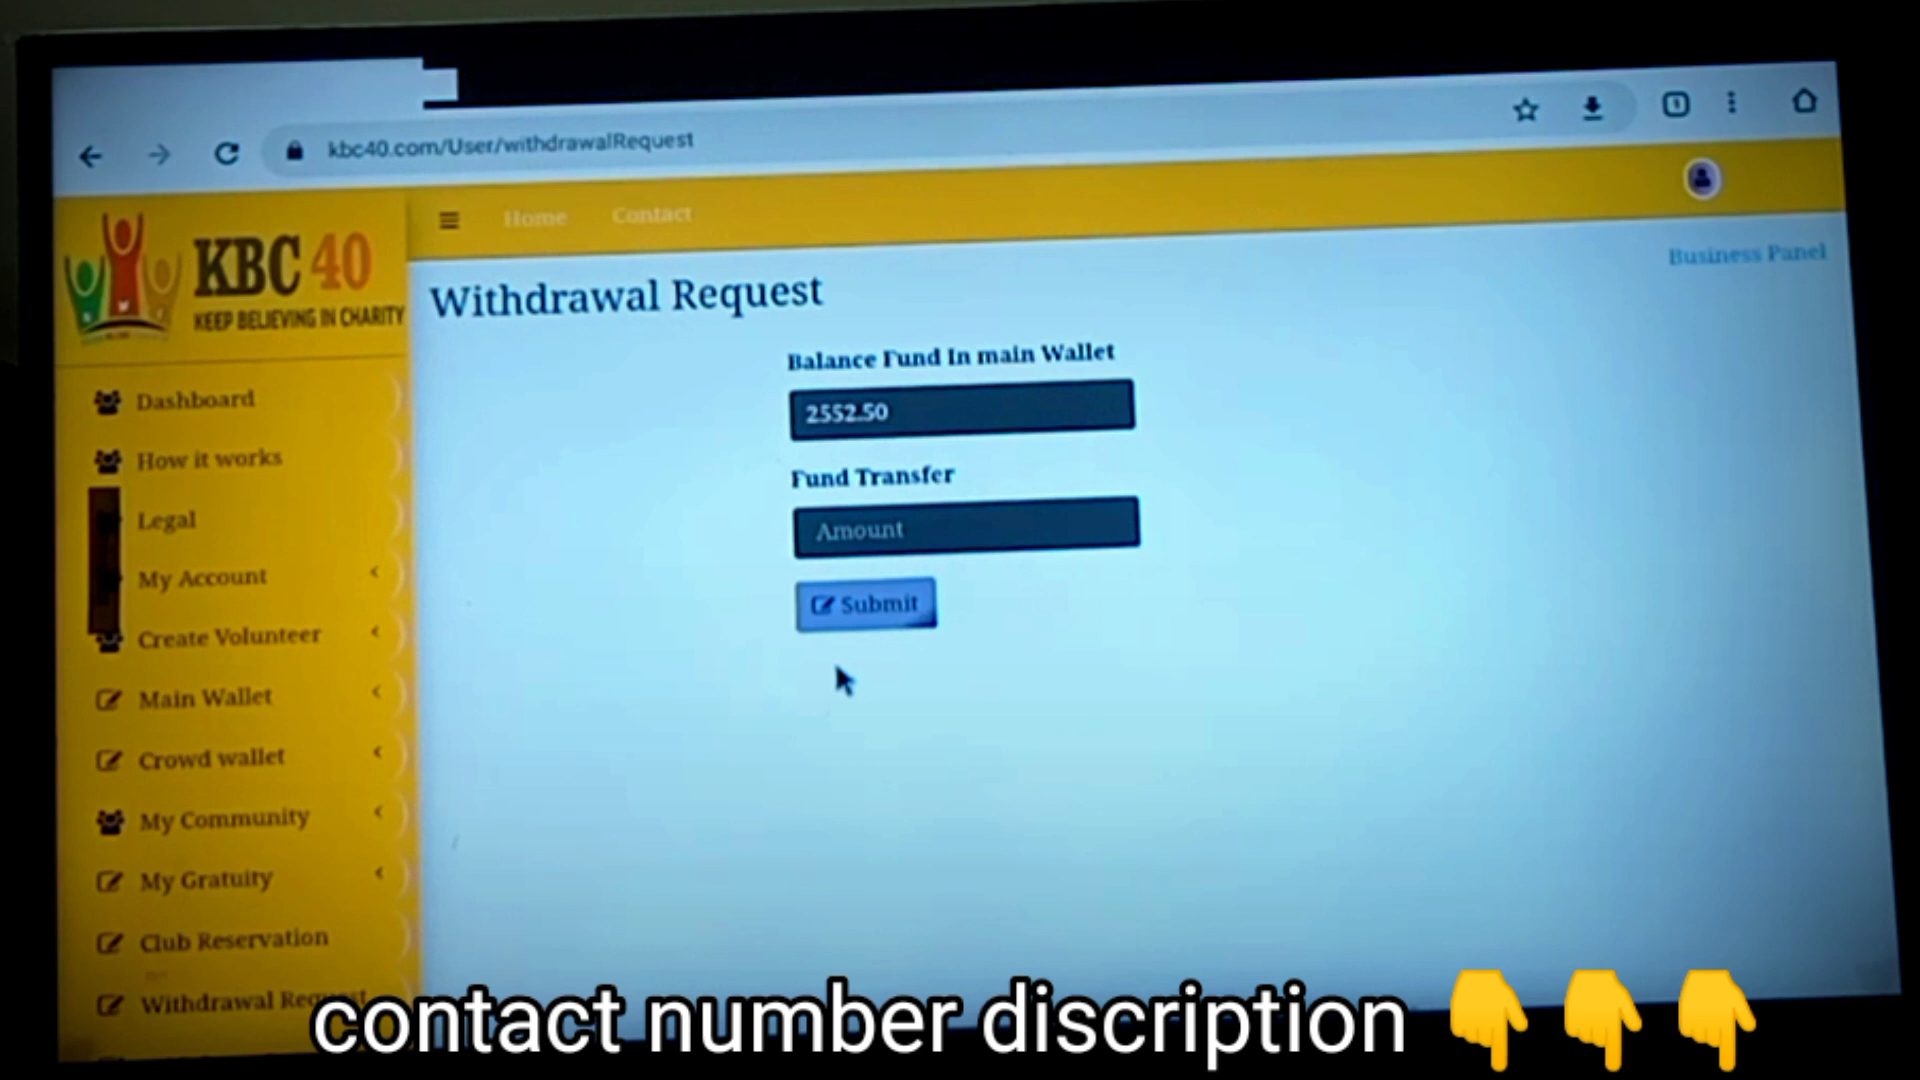 kbc40.com/User/withdrawalRequest
Home Contact
KBC 40
KEEP BELIEVING IN CHARITY
Business Panel
Withdrawal Request
Balance Fund In main Wallet
2552.50
Fund Transfer
Amount
Submit
Dashboard
How it works
Legal
My Account
Create Volunteer
Main Wallet
Crowd wallet
My Community
My Gratuity
Club Reservation
Withdrawal Request
contact number discription 👇👇👇